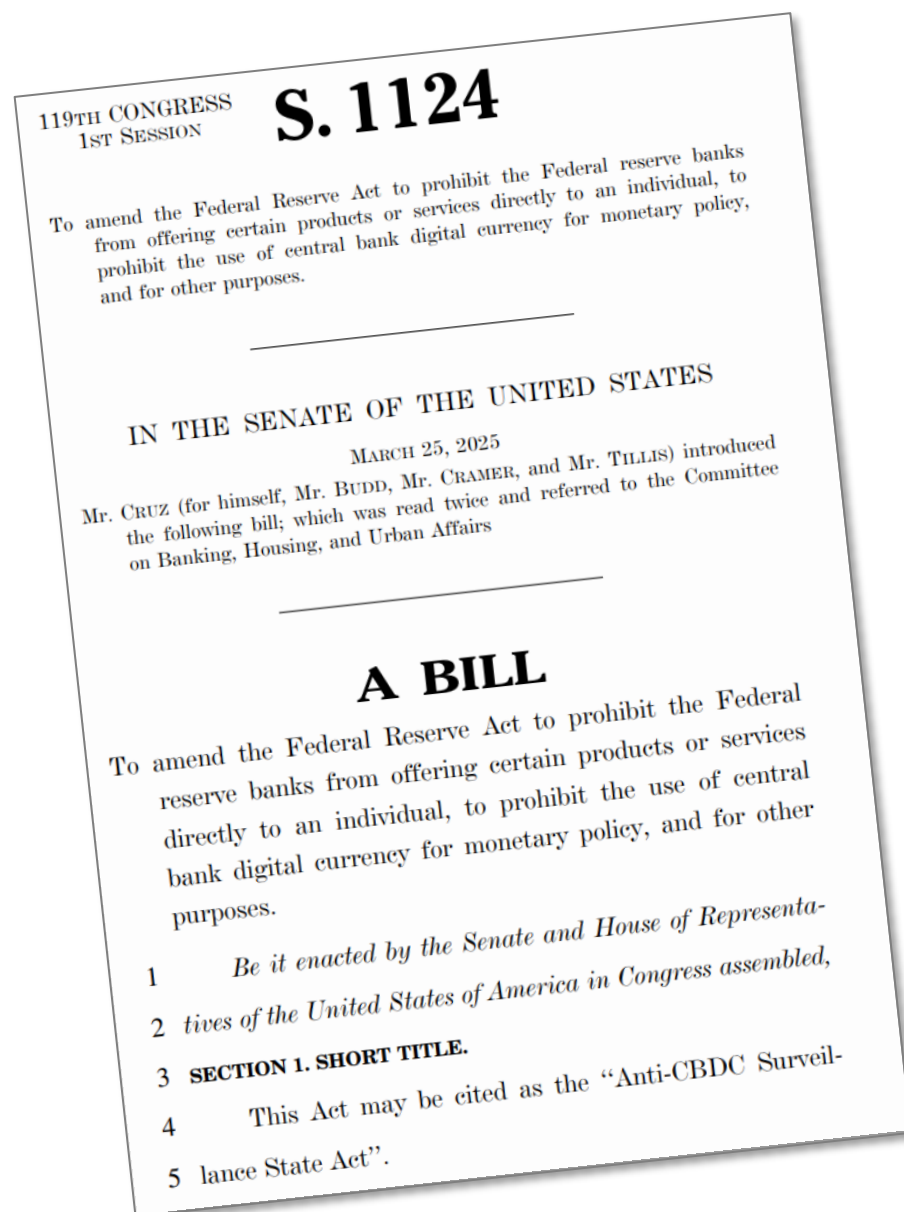 119TH CONGRESS
1ST SESSION
S. 1124
To amend the Federal Reserve Act to prohibit the Federal reserve banks
from offering certain products or services directly to an individual, to
prohibit the use of central bank digital currency for monetary policy,
and for other purposes.
IN THE SENATE OF THE UNITED STATES
MARCH 25, 2025
Mr. CRUZ (for himself, Mr. BUDD, Mr. CRAMER, and Mr. TILLIS) introduced
the following bill; which was read twice and referred to the Committee
on Banking, Housing, and Urban Affairs
A BILL
To amend the Federal Reserve Act to prohibit the Federal
reserve banks from offering certain products or services
directly to an individual, to prohibit the use of central
bank digital currency for monetary policy, and for other
purposes.
1 Be it enacted by the Senate and House of Representa-
2 tives of the United States of America in Congress assembled,
3 SECTION 1. SHORT TITLE.
4 This Act may be cited as the ‘‘Anti-CBDC Surveil-
5 lance State Act’’.